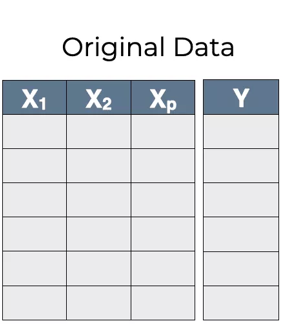 Original Data
X₁ X₂ Xₚ Y